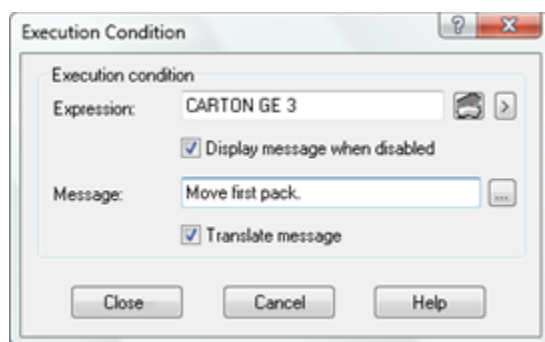 Execution Condition
Execution condition
Expression: CARTON GE 3 >
Display message when disabled
Message: Move first pack. ...
Translate message
Close Cancel Help